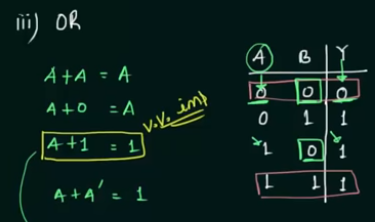 iii) OR
A+A = A
A+0 = A
A+1 = 1
v.v. imp
A+A' = 1
A B Y
0 0 0
0 1 1
1 0 1
1 1 1